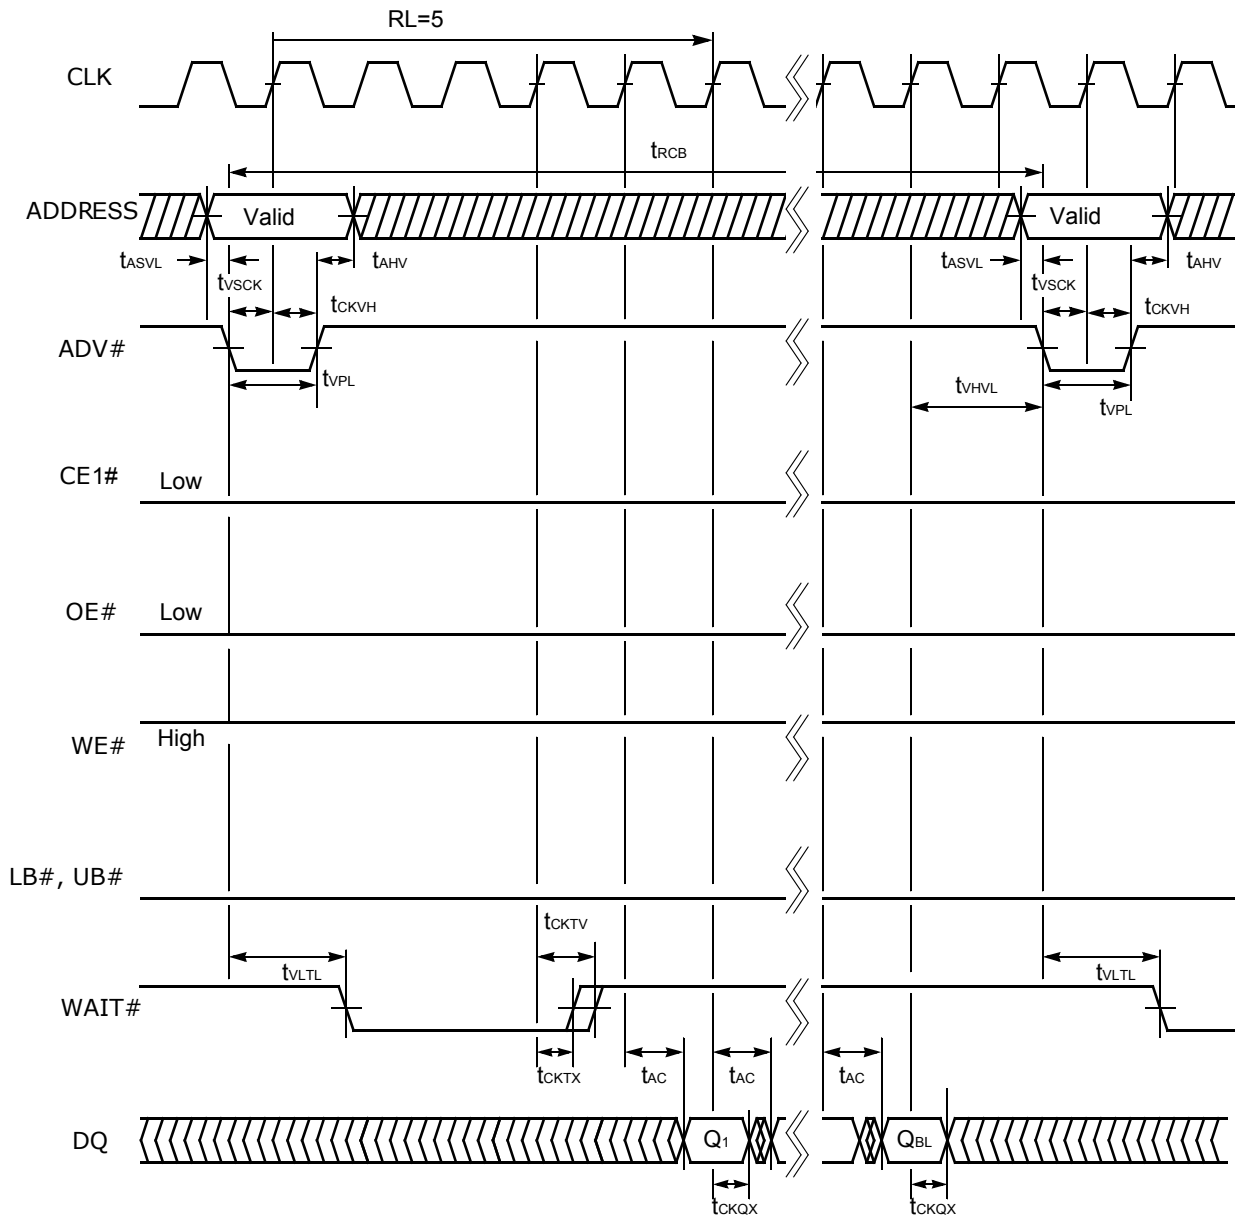 RL=5
CLK
tRCB
ADDRESS Valid Valid
tASVL tVSCK tAHV tASVL tVSCK tAHV
tCKVH tCKVH
ADV#
tVPL tVHVL tVPL
CE1# Low
OE# Low
WE# High
LB#, UB#
tCKTV
tVLTL tVLTL
WAIT#
tCKTX tAC tAC tAC
DQ Q1 QBL
tCKQX tCKQX